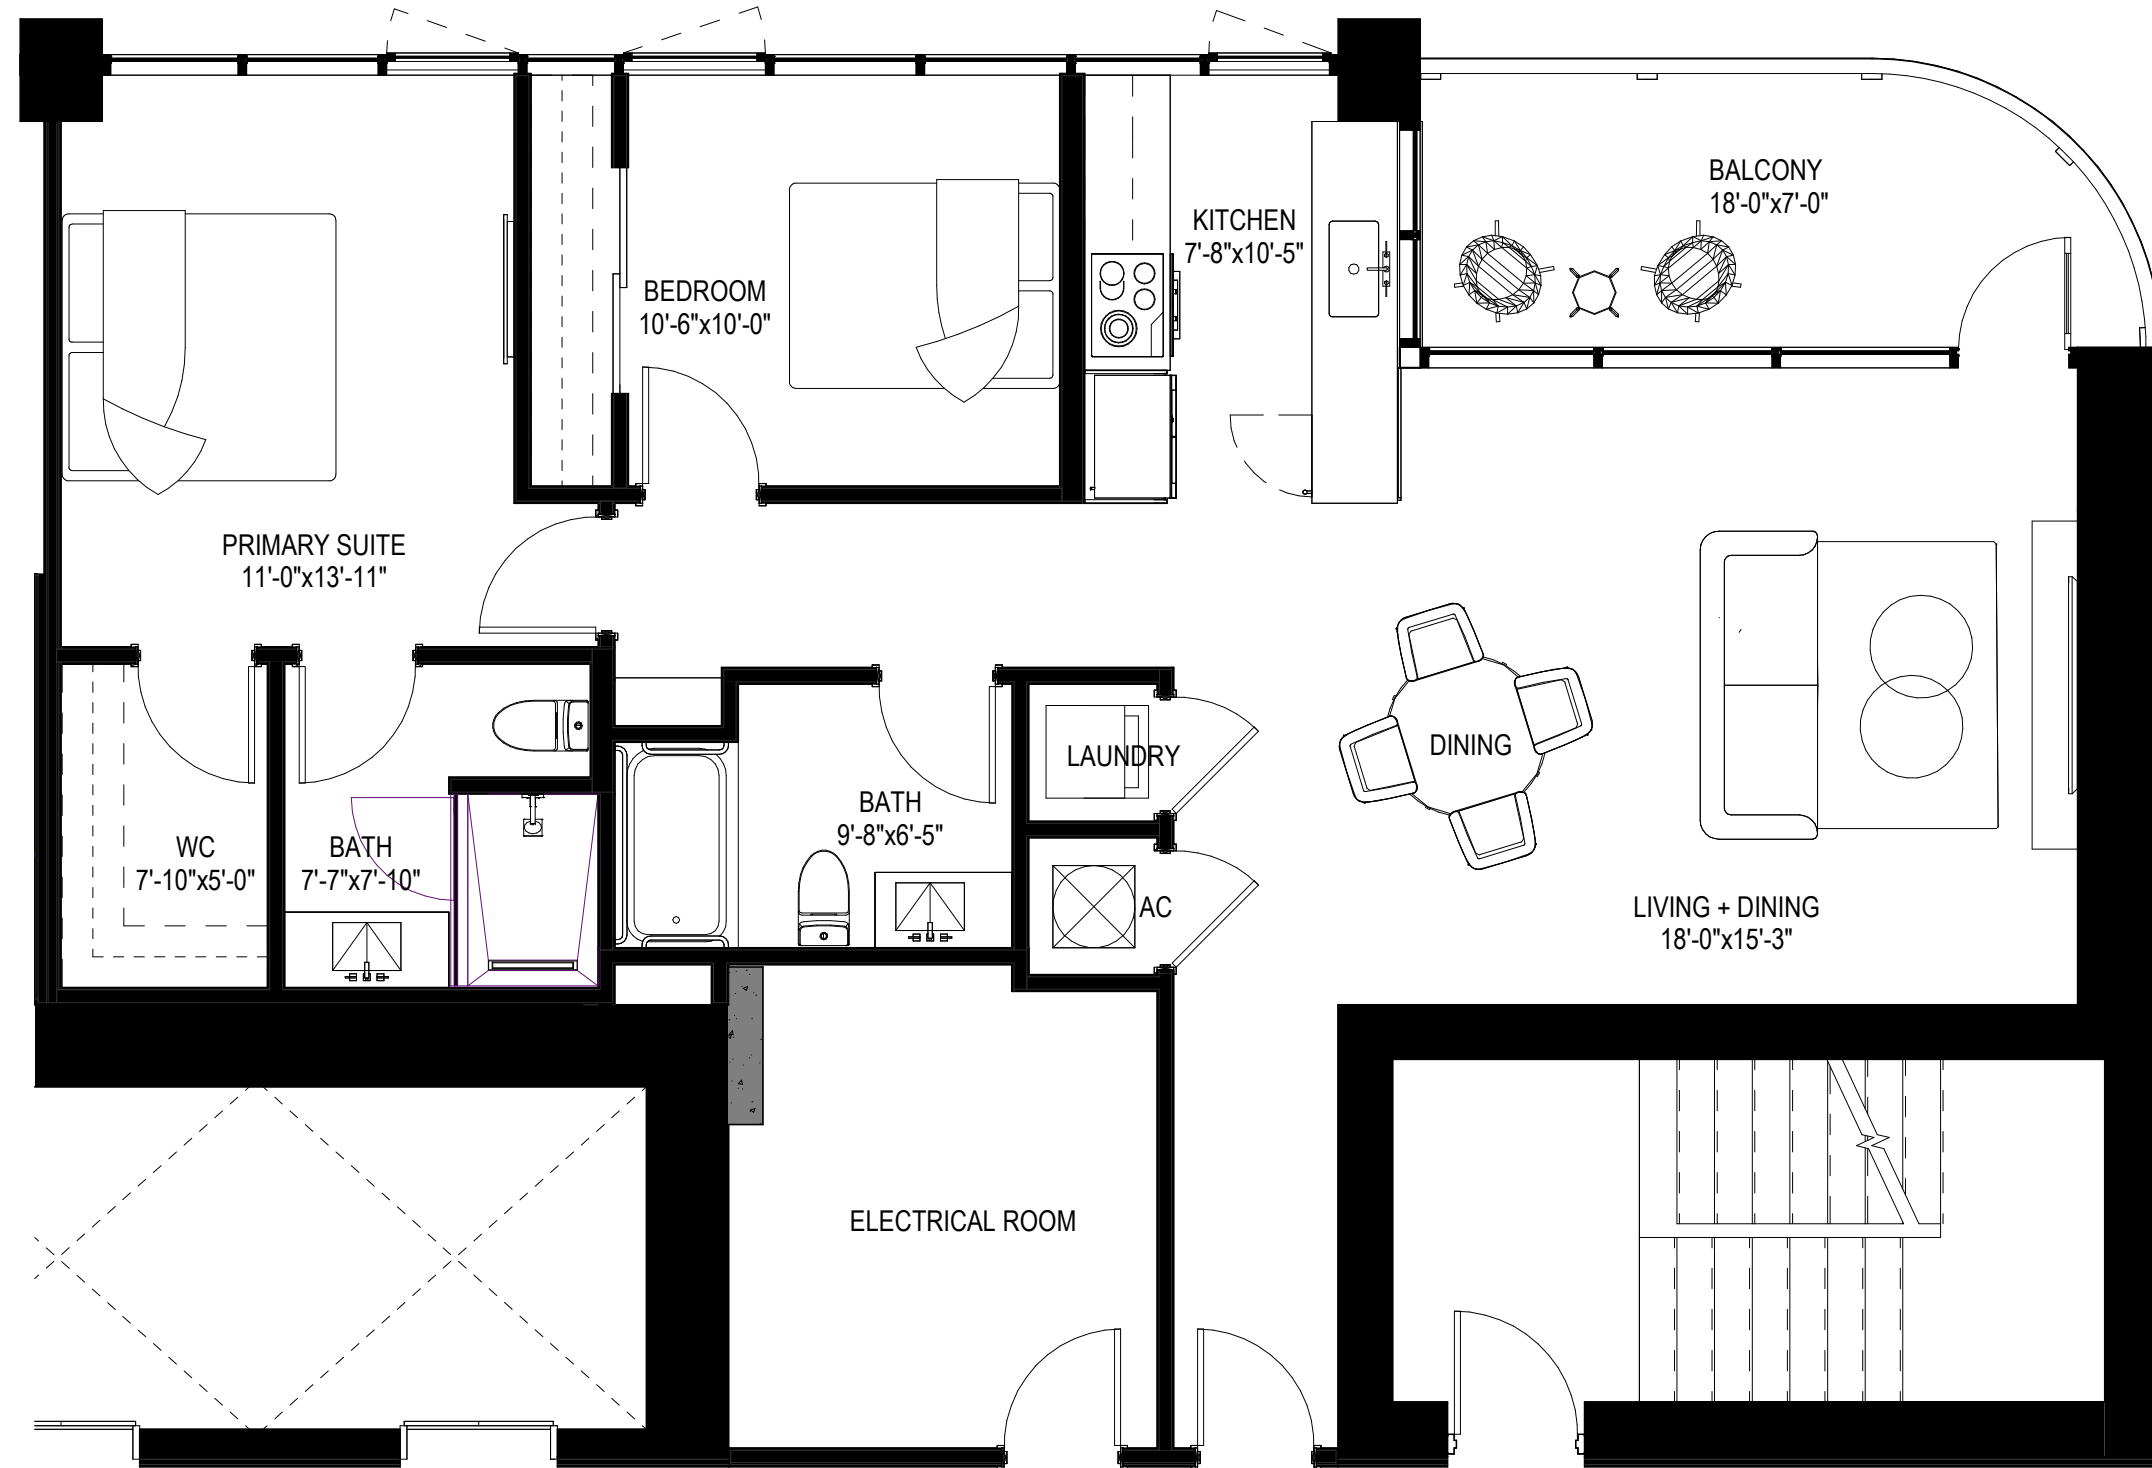 BALCONY
18'-0"x7'-0"
KITCHEN
7'-8"x10'-5"
BEDROOM
10'-6"x10'-0"
PRIMARY SUITE
11'-0"x13'-11"
DINING
LAUNDRY
BATH
9'-8"x6'-5"
WC
7'-10"x5'-0"
BATH
7'-7"x7'-10"
AC
LIVING + DINING
18'-0"x15'-3"
ELECTRICAL ROOM